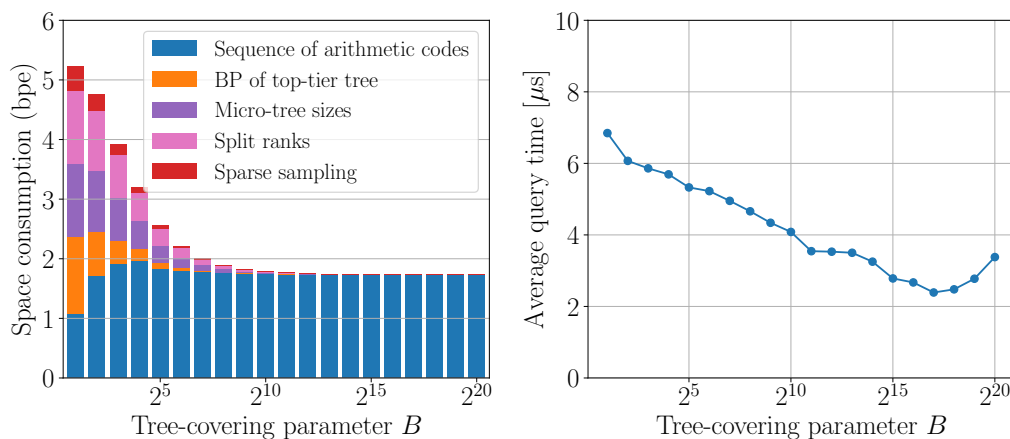 Space consumption (bpe)
6
5
4
3
2
1
0
Sequence of arithmetic codes
BP of top-tier tree
Micro-tree sizes
Split ranks
Sparse sampling
2^5
2^10
2^15
2^20
Tree-covering parameter B
Average query time [μs]
10
8
6
4
2
0
2^5
2^10
2^15
2^20
Tree-covering parameter B